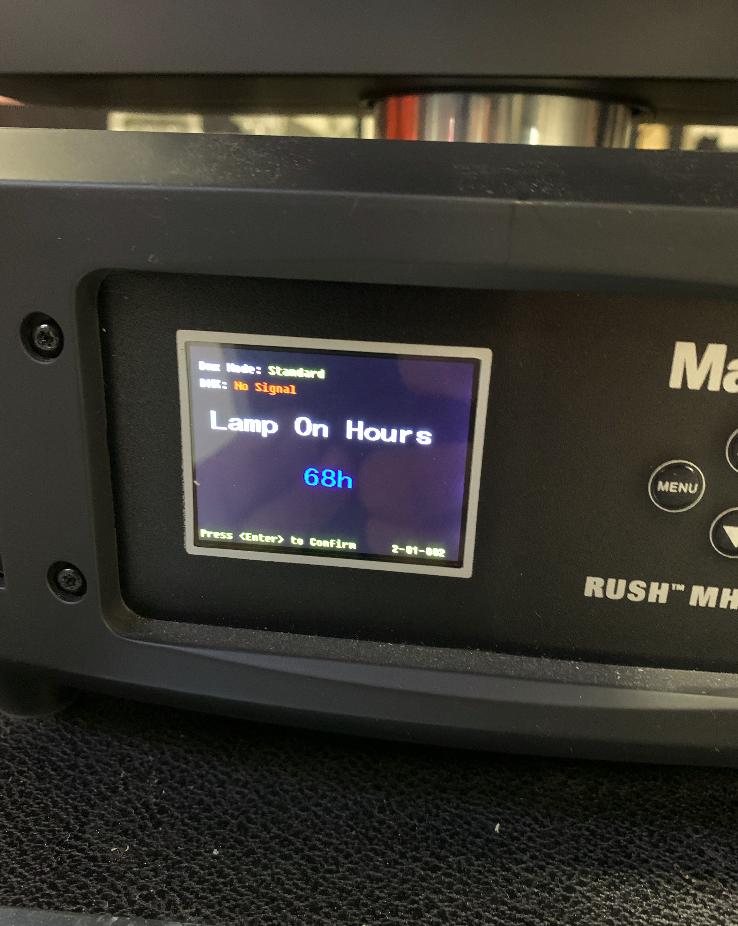 Dmx Mode: Standard
DMX: No Signal
Lamp On Hours
68h
Press <Enter> to Confirm 2-01-002
Ma
MENU
RUSH™ MH